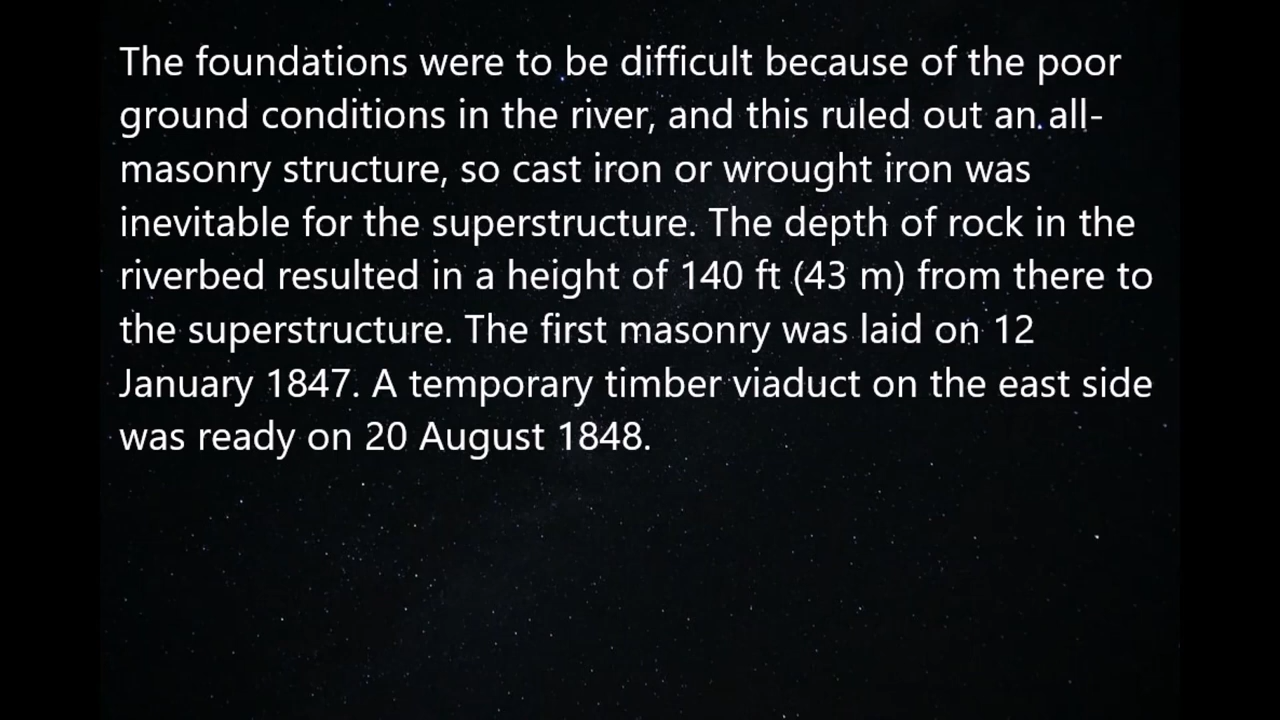 The foundations were to be difficult because of the poor
ground conditions in the river, and this ruled out an all-
masonry structure, so cast iron or wrought iron was
inevitable for the superstructure. The depth of rock in the
riverbed resulted in a height of 140 ft (43 m) from there to
the superstructure. The first masonry was laid on 12
January 1847. A temporary timber viaduct on the east side
was ready on 20 August 1848.